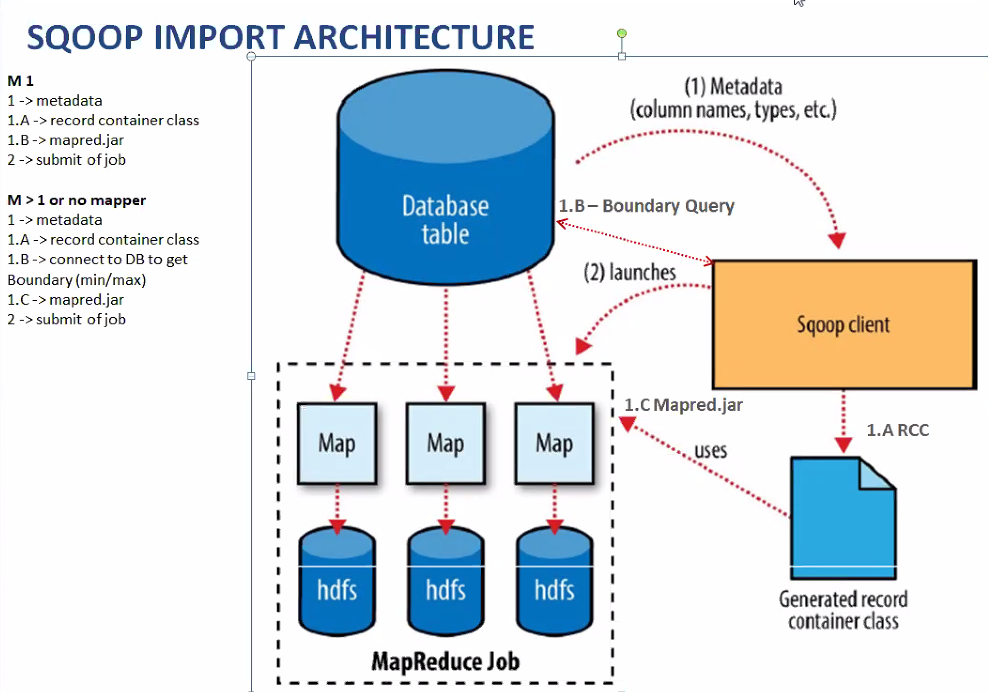 SQOOP IMPORT ARCHITECTURE
M 1
1 -> metadata
1.A -> record container class
1.B -> mapred.jar
2 -> submit of job
M > 1 or no mapper
1 -> metadata
1.A -> record container class
1.B -> connect to DB to get
Boundary (min/max)
1.C -> mapred.jar
2 -> submit of job
(1) Metadata
(column names, types, etc.)
Database
table
1.B – Boundary Query
(2) launches
Sqoop client
1.C Mapred.jar
1.A RCC
uses
Map
Map
Map
hdfs
hdfs
hdfs
Generated record
container class
MapReduce Job